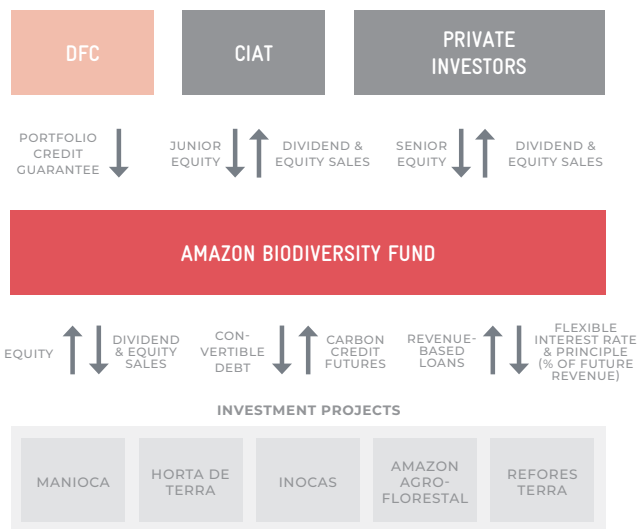 DFC
CIAT
PRIVATE
INVESTORS
PORTFOLIO
CREDIT
GUARANTEE
JUNIOR
EQUITY
DIVIDEND &
EQUITY SALES
SENIOR
EQUITY
DIVIDEND &
EQUITY SALES
AMAZON BIODIVERSITY FUND
EQUITY
DIVIDEND
& EQUITY
SALES
CON-
VERTIBLE
DEBT
CARBON
CREDIT
FUTURES
REVENUE-
BASED
LOANS
FLEXIBLE
INTEREST RATE
& PRINCIPLE
(% OF FUTURE
REVENUE)
INVESTMENT PROJECTS
MANIOCA
HORTA DE
TERRA
INOCAS
AMAZON
AGRO-
FLORESTAL
REFORES
TERRA